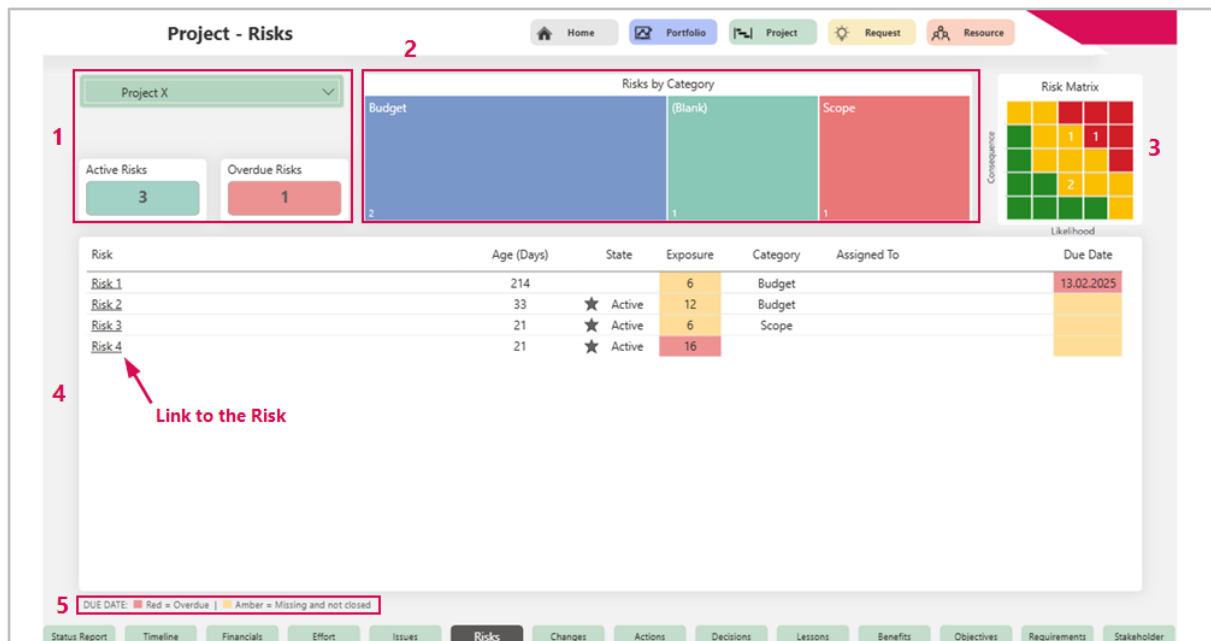 Project - Risks
Home
Portfolio
Project
Request
Resource
2
1
Project X
Active Risks
3
Overdue Risks
1
Risks by Category
Budget
2
(Blank)
1
Scope
1
Risk Matrix
Consequence
1 1
2
Likelihood
3
4
Risk Age (Days) State Exposure Category Assigned To Due Date
Risk 1 214 6 Budget 13.02.2025
Risk 2 33 Active 12 Budget
Risk 3 21 Active 6 Scope
Risk 4 21 Active 16
Link to the Risk
5
DUE DATE: Red = Overdue | Amber = Missing and not closed
Status Report Timeline Financials Effort Issues Risks Changes Actions Decisions Lessons Benefits Objectives Requirements Stakeholder